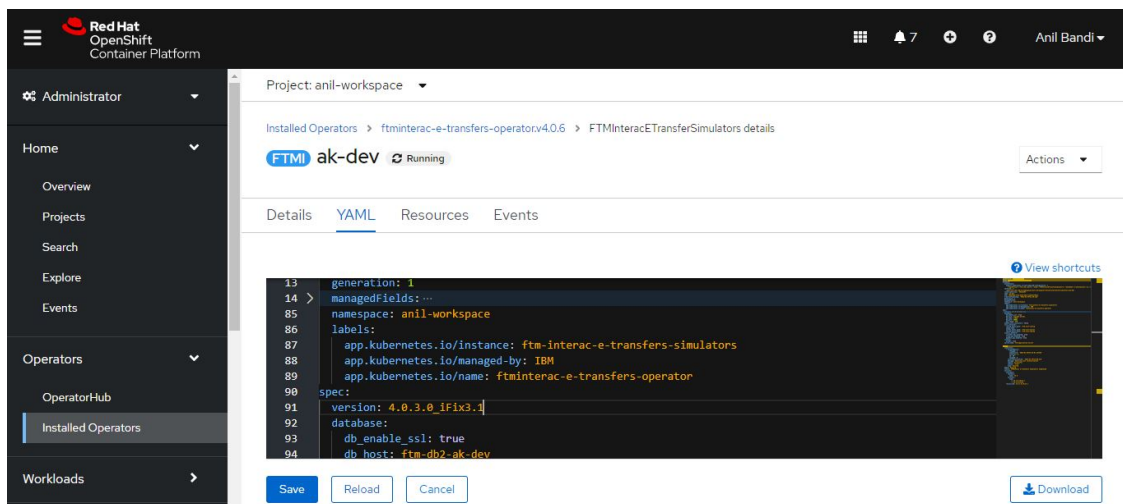 Red Hat
OpenShift
Container Platform
7
Anil Bandi
Administrator
Home
Overview
Projects
Search
Explore
Events
Operators
OperatorHub
Installed Operators
Workloads
Project: anil-workspace
Installed Operators > ftminterac-e-transfers-operator.v4.0.6 > FTMInteracETransferSimulators details
FTMI ak-dev Running
Actions
Details YAML Resources Events
View shortcuts
13 generation: 1
14 > managedFields: ...
85 namespace: anil-workspace
86 labels:
87 app.kubernetes.io/instance: ftm-interac-e-transfers-simulators
88 app.kubernetes.io/managed-by: IBM
89 app.kubernetes.io/name: ftminterac-e-transfers-operator
90 spec:
91 version: 4.0.3.0_iFix3.1
92 database:
93 db_enable_ssl: true
94 db_host: ftm-db2-ak-dev
Save Reload Cancel Download